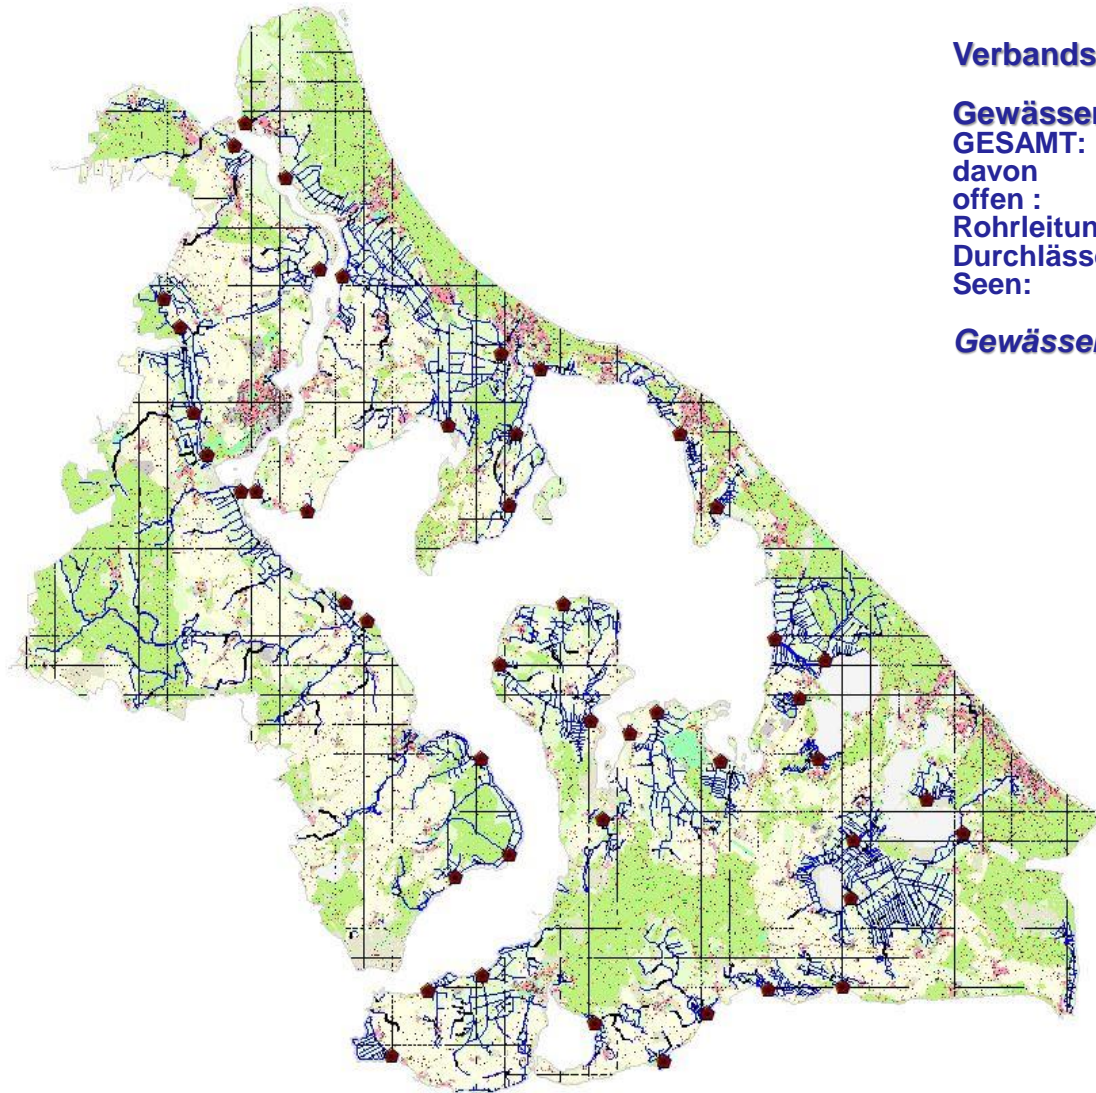 Verbands
Gewässer
GESAMT:
davon
offen :
Rohrleitun
Durchlässe
Seen:
Gewässer